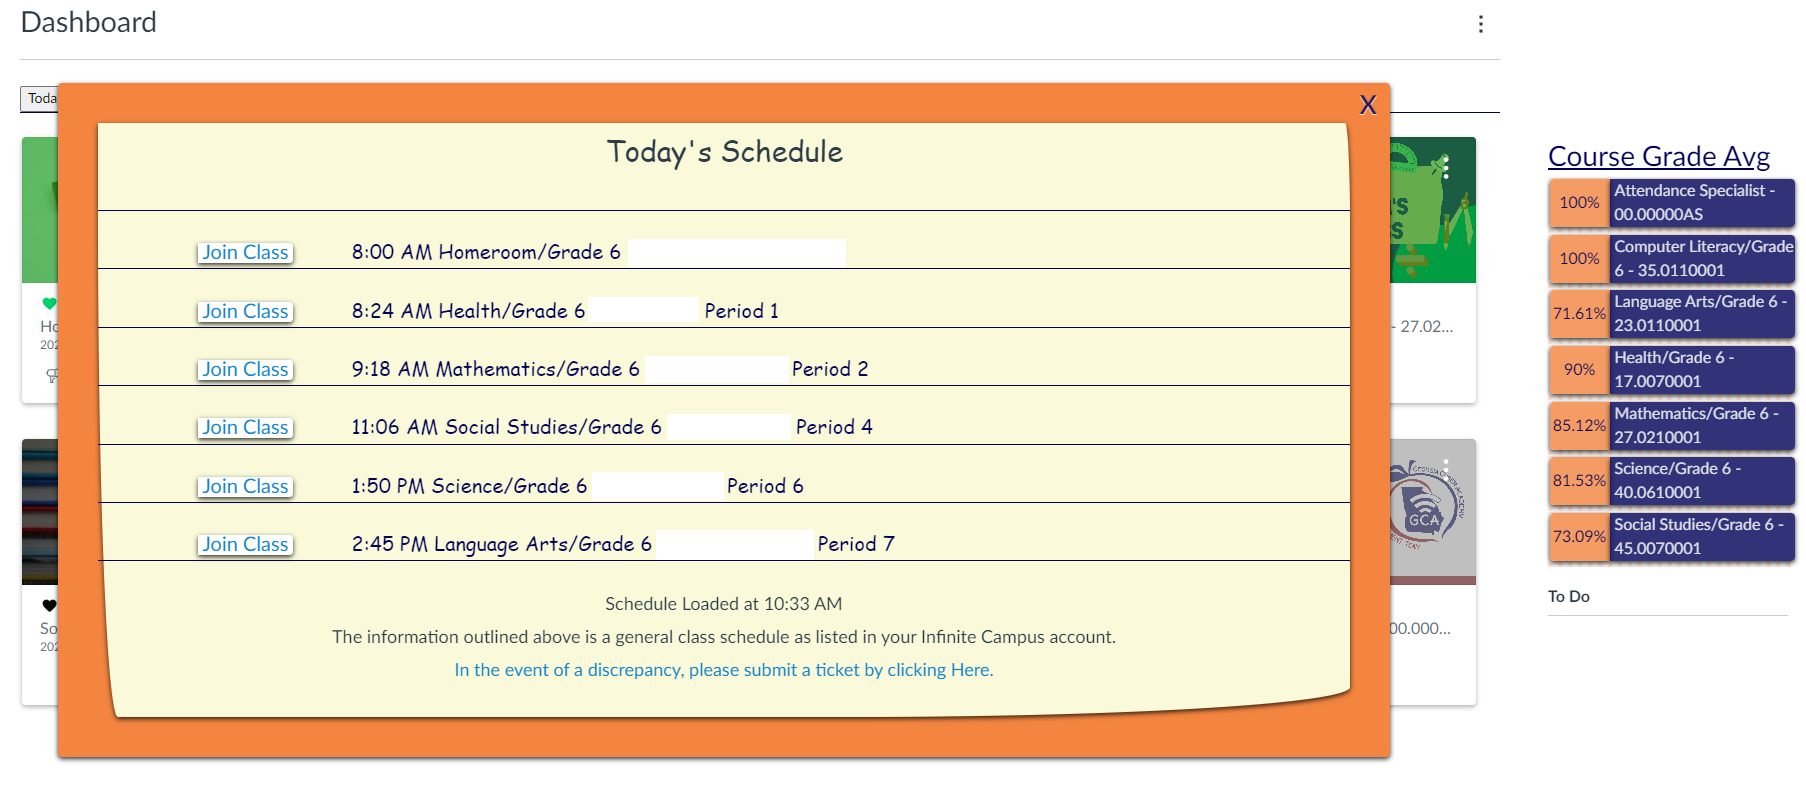 Dashboard
Toda
X
Today's Schedule
Join Class 8:00 AM Homeroom/Grade 6
Join Class 8:24 AM Health/Grade 6 Period 1
Join Class 9:18 AM Mathematics/Grade 6 Period 2
Join Class 11:06 AM Social Studies/Grade 6 Period 4
Join Class 1:50 PM Science/Grade 6 Period 6
Join Class 2:45 PM Language Arts/Grade 6 Period 7
Schedule Loaded at 10:33 AM
The information outlined above is a general class schedule as listed in your Infinite Campus account.
In the event of a discrepancy, please submit a ticket by clicking Here.
Ho
202
So
202
'S
S
- 27.02...
GCA
00.000...
Course Grade Avg
100% Attendance Specialist -
00.00000AS
100% Computer Literacy/Grade
6 - 35.0110001
71.61% Language Arts/Grade 6 -
23.0110001
90% Health/Grade 6 -
17.0070001
85.12% Mathematics/Grade 6 -
27.0210001
81.53% Science/Grade 6 -
40.0610001
73.09% Social Studies/Grade 6 -
45.0070001
To Do